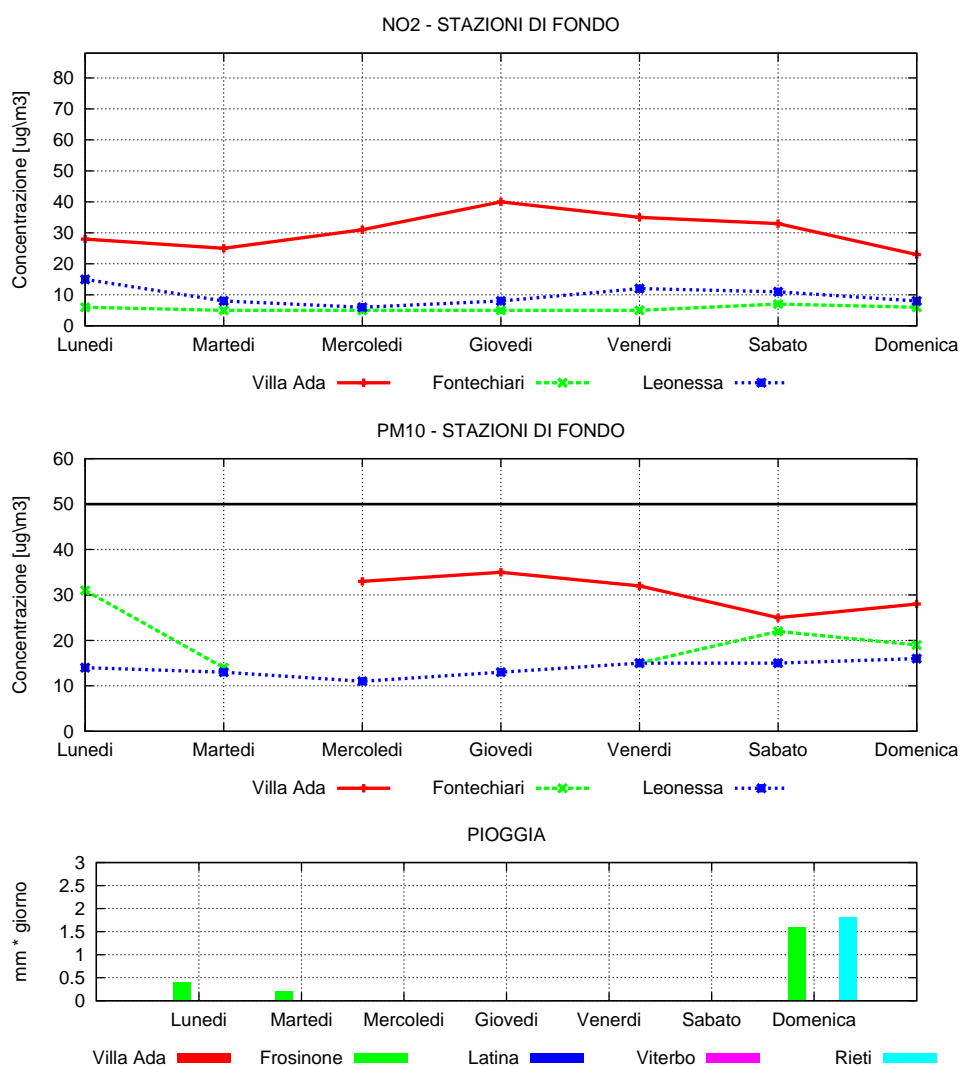 NO2 - STAZIONI DI FONDO
Concentrazione [ug\m3]
80
70
60
50
40
30
20
10
0
Lunedi Martedi Mercoledi Giovedi Venerdi Sabato Domenica
Villa Ada Fontechiari Leonessa
PM10 - STAZIONI DI FONDO
Concentrazione [ug\m3]
60
50
40
30
20
10
0
Lunedi Martedi Mercoledi Giovedi Venerdi Sabato Domenica
Villa Ada Fontechiari Leonessa
PIOGGIA
mm * giorno
3
2.5
2
1.5
1
0.5
0
Lunedi Martedi Mercoledi Giovedi Venerdi Sabato Domenica
Villa Ada Frosinone Latina Viterbo Rieti